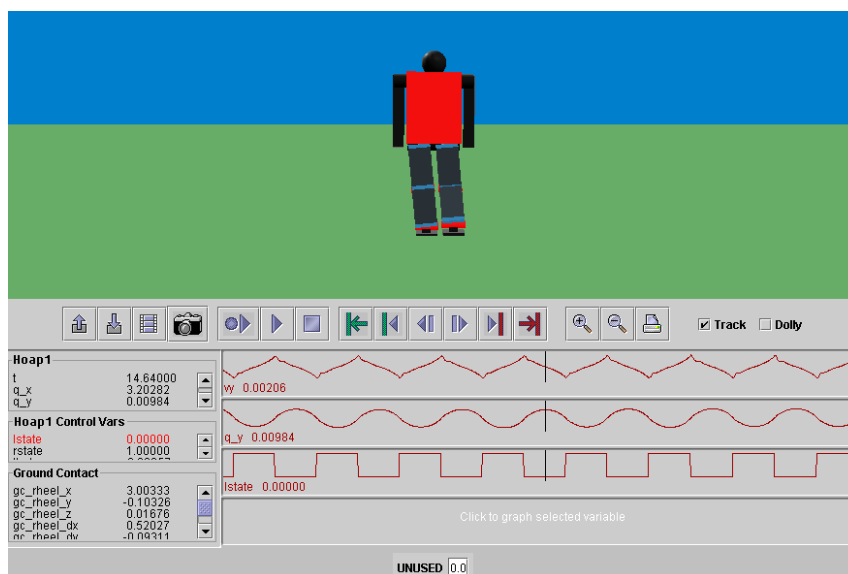 Track Dolly
Hoap1
t 14.64000
q_x 3.20282
q_y 0.00984
Hoap1 Control Vars
lstate 0.00000
rstate 1.00000
Ground Contact
gc_rheel_x 3.00333
gc_rheel_y -0.10326
gc_rheel_z 0.01676
gc_rheel_dx 0.52027
gc_rheel_dy -0.09311
vy 0.00206
q_y 0.00984
lstate 0.00000
Click to graph selected variable
UNUSED 0.0